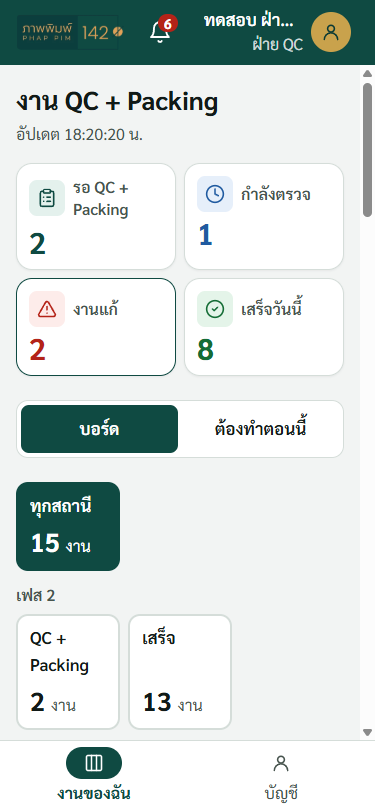 ภาพพิมพ์
PHAP PIM
142
6
ทดสอบ ฝ่า...
ฝ่าย QC
งาน QC + Packing
อัปเดต 18:20:20 น.
รอ QC +
Packing
2
กำลังตรวจ
1
งานแก้
2
เสร็จวันนี้
8
บอร์ด
ต้องทำตอนนี้
ทุกสถานี
15 งาน
เฟส 2
QC +
Packing
2 งาน
เสร็จ
13 งาน
งานของฉัน
บัญชี